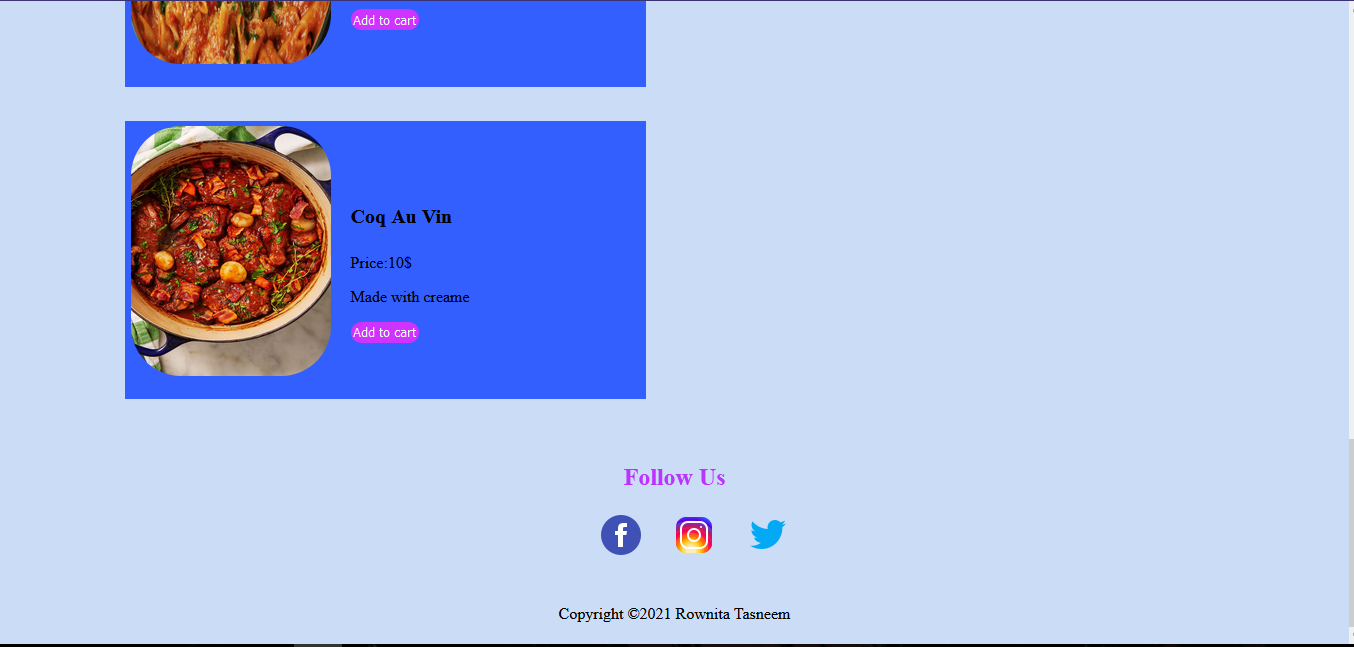 Add to cart
Coq Au Vin
Price:10$
Made with creame
Add to cart
Follow Us
Copyright ©2021 Rownita Tasneem